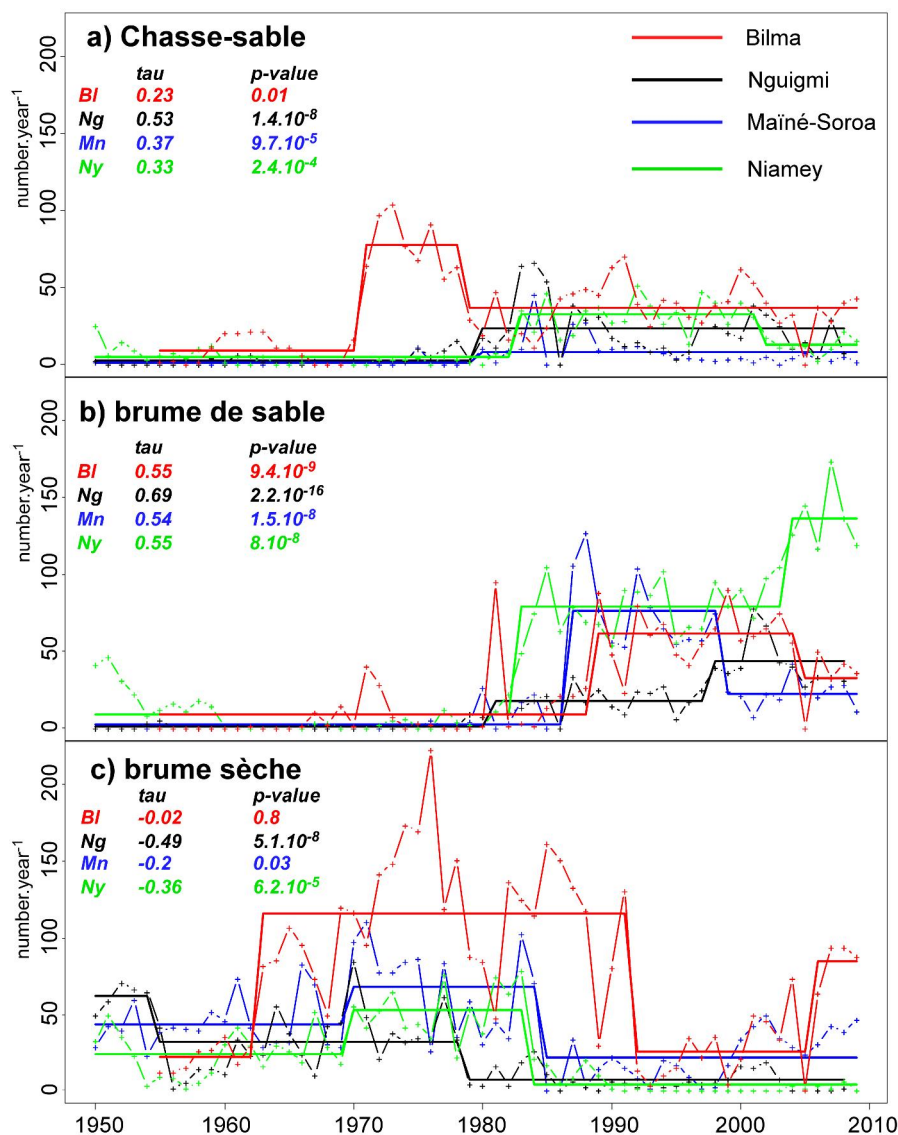 a) Chasse-sable
tau p-value
Bl 0.23 0.01
Ng 0.53 1.4.10⁻⁸
Mn 0.37 9.7.10⁻⁵
Ny 0.33 2.4.10⁻⁴
Bilma
Nguigmi
Maïné-Soroa
Niamey
number.year⁻¹
200
150
100
50
0
b) brume de sable
tau p-value
Bl 0.55 9.4.10⁻⁹
Ng 0.69 2.2.10⁻¹⁶
Mn 0.54 1.5.10⁻⁸
Ny 0.55 8.10⁻⁸
number.year⁻¹
200
150
100
50
0
c) brume sèche
tau p-value
Bl -0.02 0.8
Ng -0.49 5.1.10⁻⁸
Mn -0.2 0.03
Ny -0.36 6.2.10⁻⁵
number.year⁻¹
200
150
100
50
0
1950 1960 1970 1980 1990 2000 2010